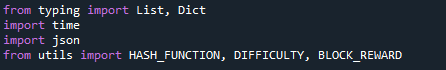 from typing import List, Dict
import time
import json
from utils import HASH_FUNCTION, DIFFICULTY, BLOCK_REWARD